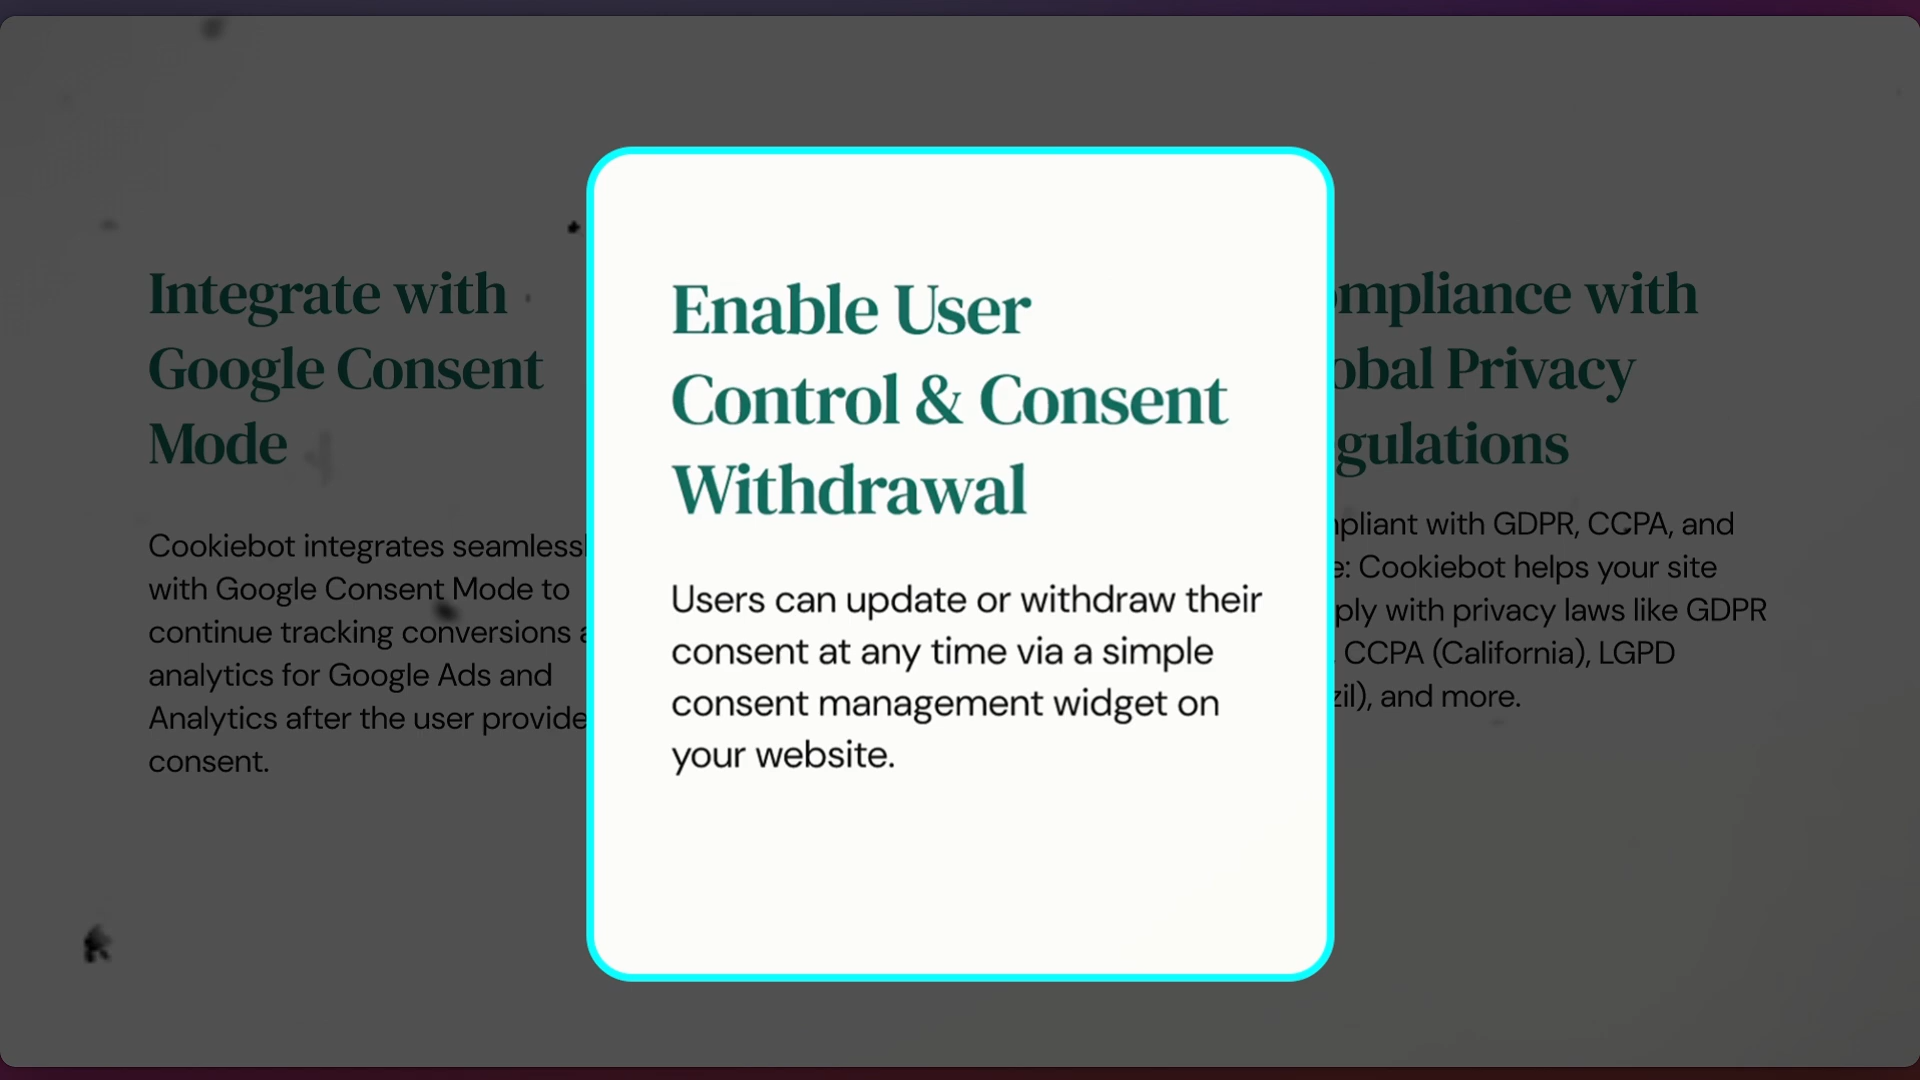 Integrate with
Google Consent
Mode
Cookiebot integrates
with Google Consent Mode to
continue tracking conversions
analytics for Google Ads and
Analytics after the user provide
consent.
Enable User
Control & Consent
Withdrawal
Users can update or withdraw their
consent at any time via a simple
consent management widget on
your website.
mpliance with
obal Privacy
gulations
pliant with GDPR, CCPA, and
e: Cookiebot helps your site
ply with privacy laws like GDPR
CCPA (California), LGPD
zil), and more.